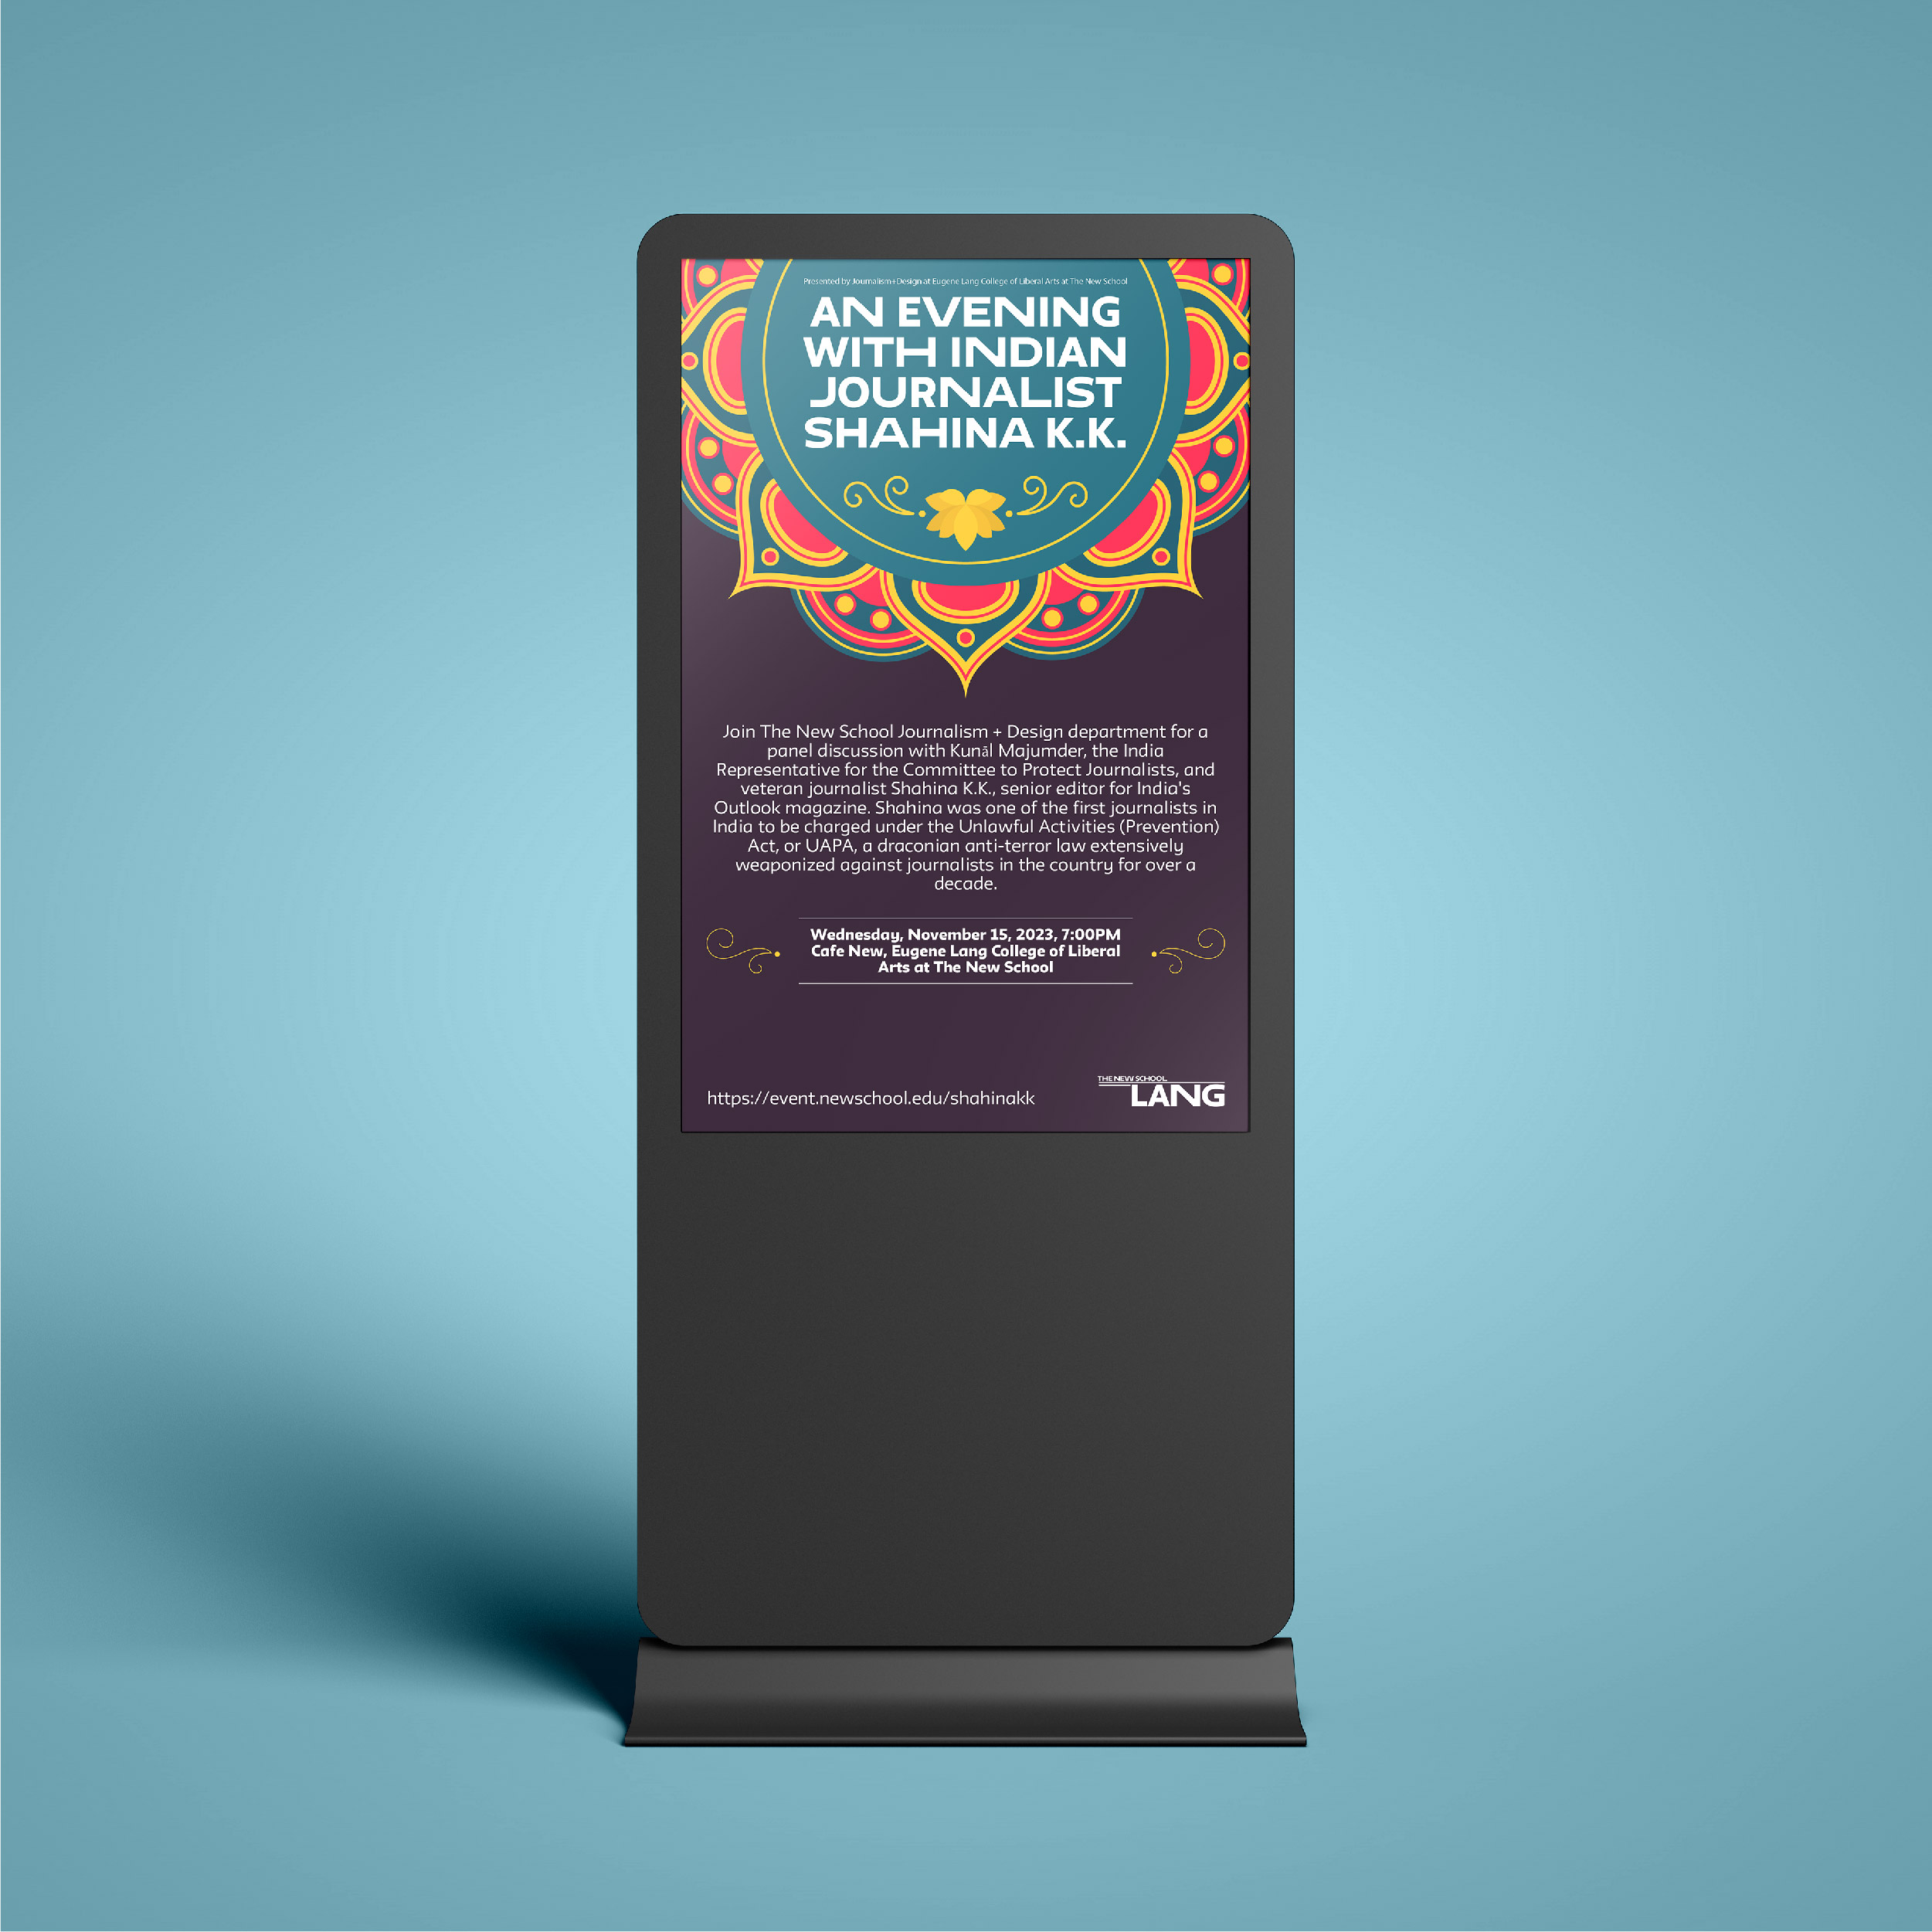 Presented by Journalism+Design at Eugene Lang College of Liberal Arts at The New School
AN EVENING
WITH INDIAN
JOURNALIST
SHAHINA K.K.
Join The New School Journalism + Design department for a
panel discussion with Kunāl Majumder, the India
Representative for the Committee to Protect Journalists, and
veteran journalist Shahina K.K., senior editor for India's
Outlook magazine. Shahina was one of the first journalists in
India to be charged under the Unlawful Activities (Prevention)
Act, or UAPA, a draconian anti-terror law extensively
weaponized against journalists in the country for over a
decade.
Wednesday, November 15, 2023, 7:00PM
Cafe New, Eugene Lang College of Liberal
Arts at The New School
https://event.newschool.edu/shahinakk
THE NEW SCHOOL
LANG